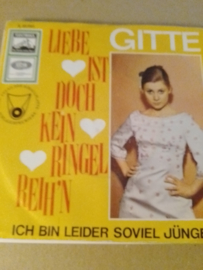 GITTE
LIEBE
IST
DOCH
KEIN
RINGEL
REIH'N
ICH BIN LEIDER SOVIEL JÜNGE